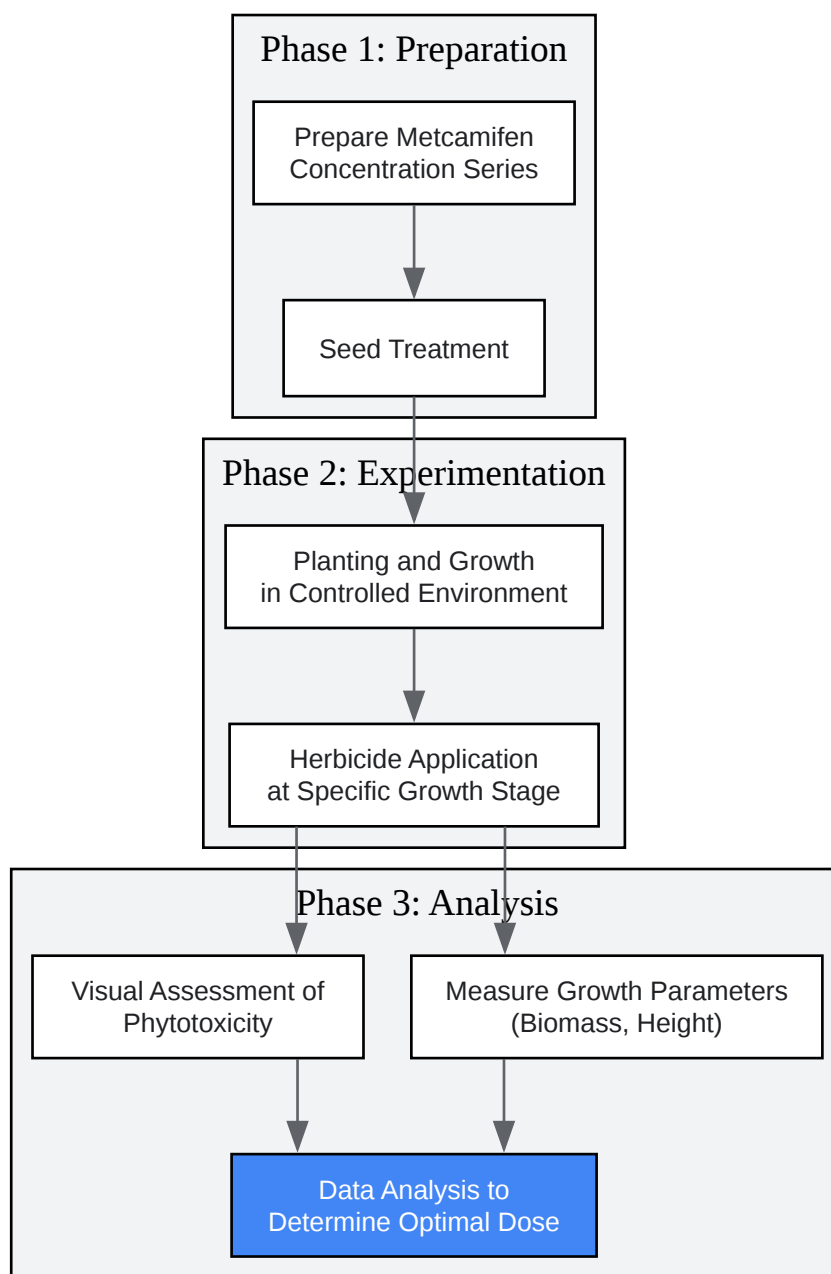 Phase 1: Preparation
Prepare Metcamifen
Concentration Series
Seed Treatment
Phase 2: Experimentation
Planting and Growth
in Controlled Environment
Herbicide Application
at Specific Growth Stage
Phase 3: Analysis
Visual Assessment of
Phytotoxicity
Measure Growth Parameters
(Biomass, Height)
Data Analysis to
Determine Optimal Dose